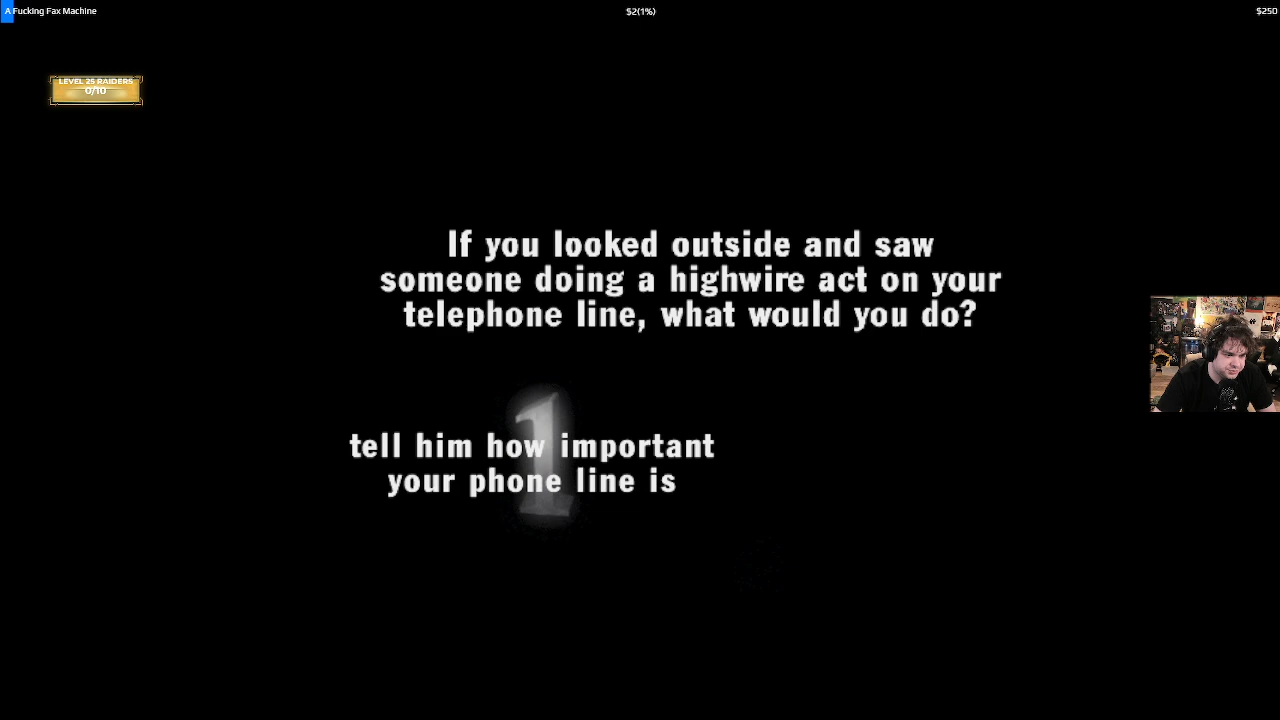 A Fucking Fax Machine
$2(1%)
$250
LEVEL 25 RAIDERS
0/10
If you looked outside and saw
someone doing a highwire act on your
telephone line, what would you do?
1
tell him how important
your phone line is